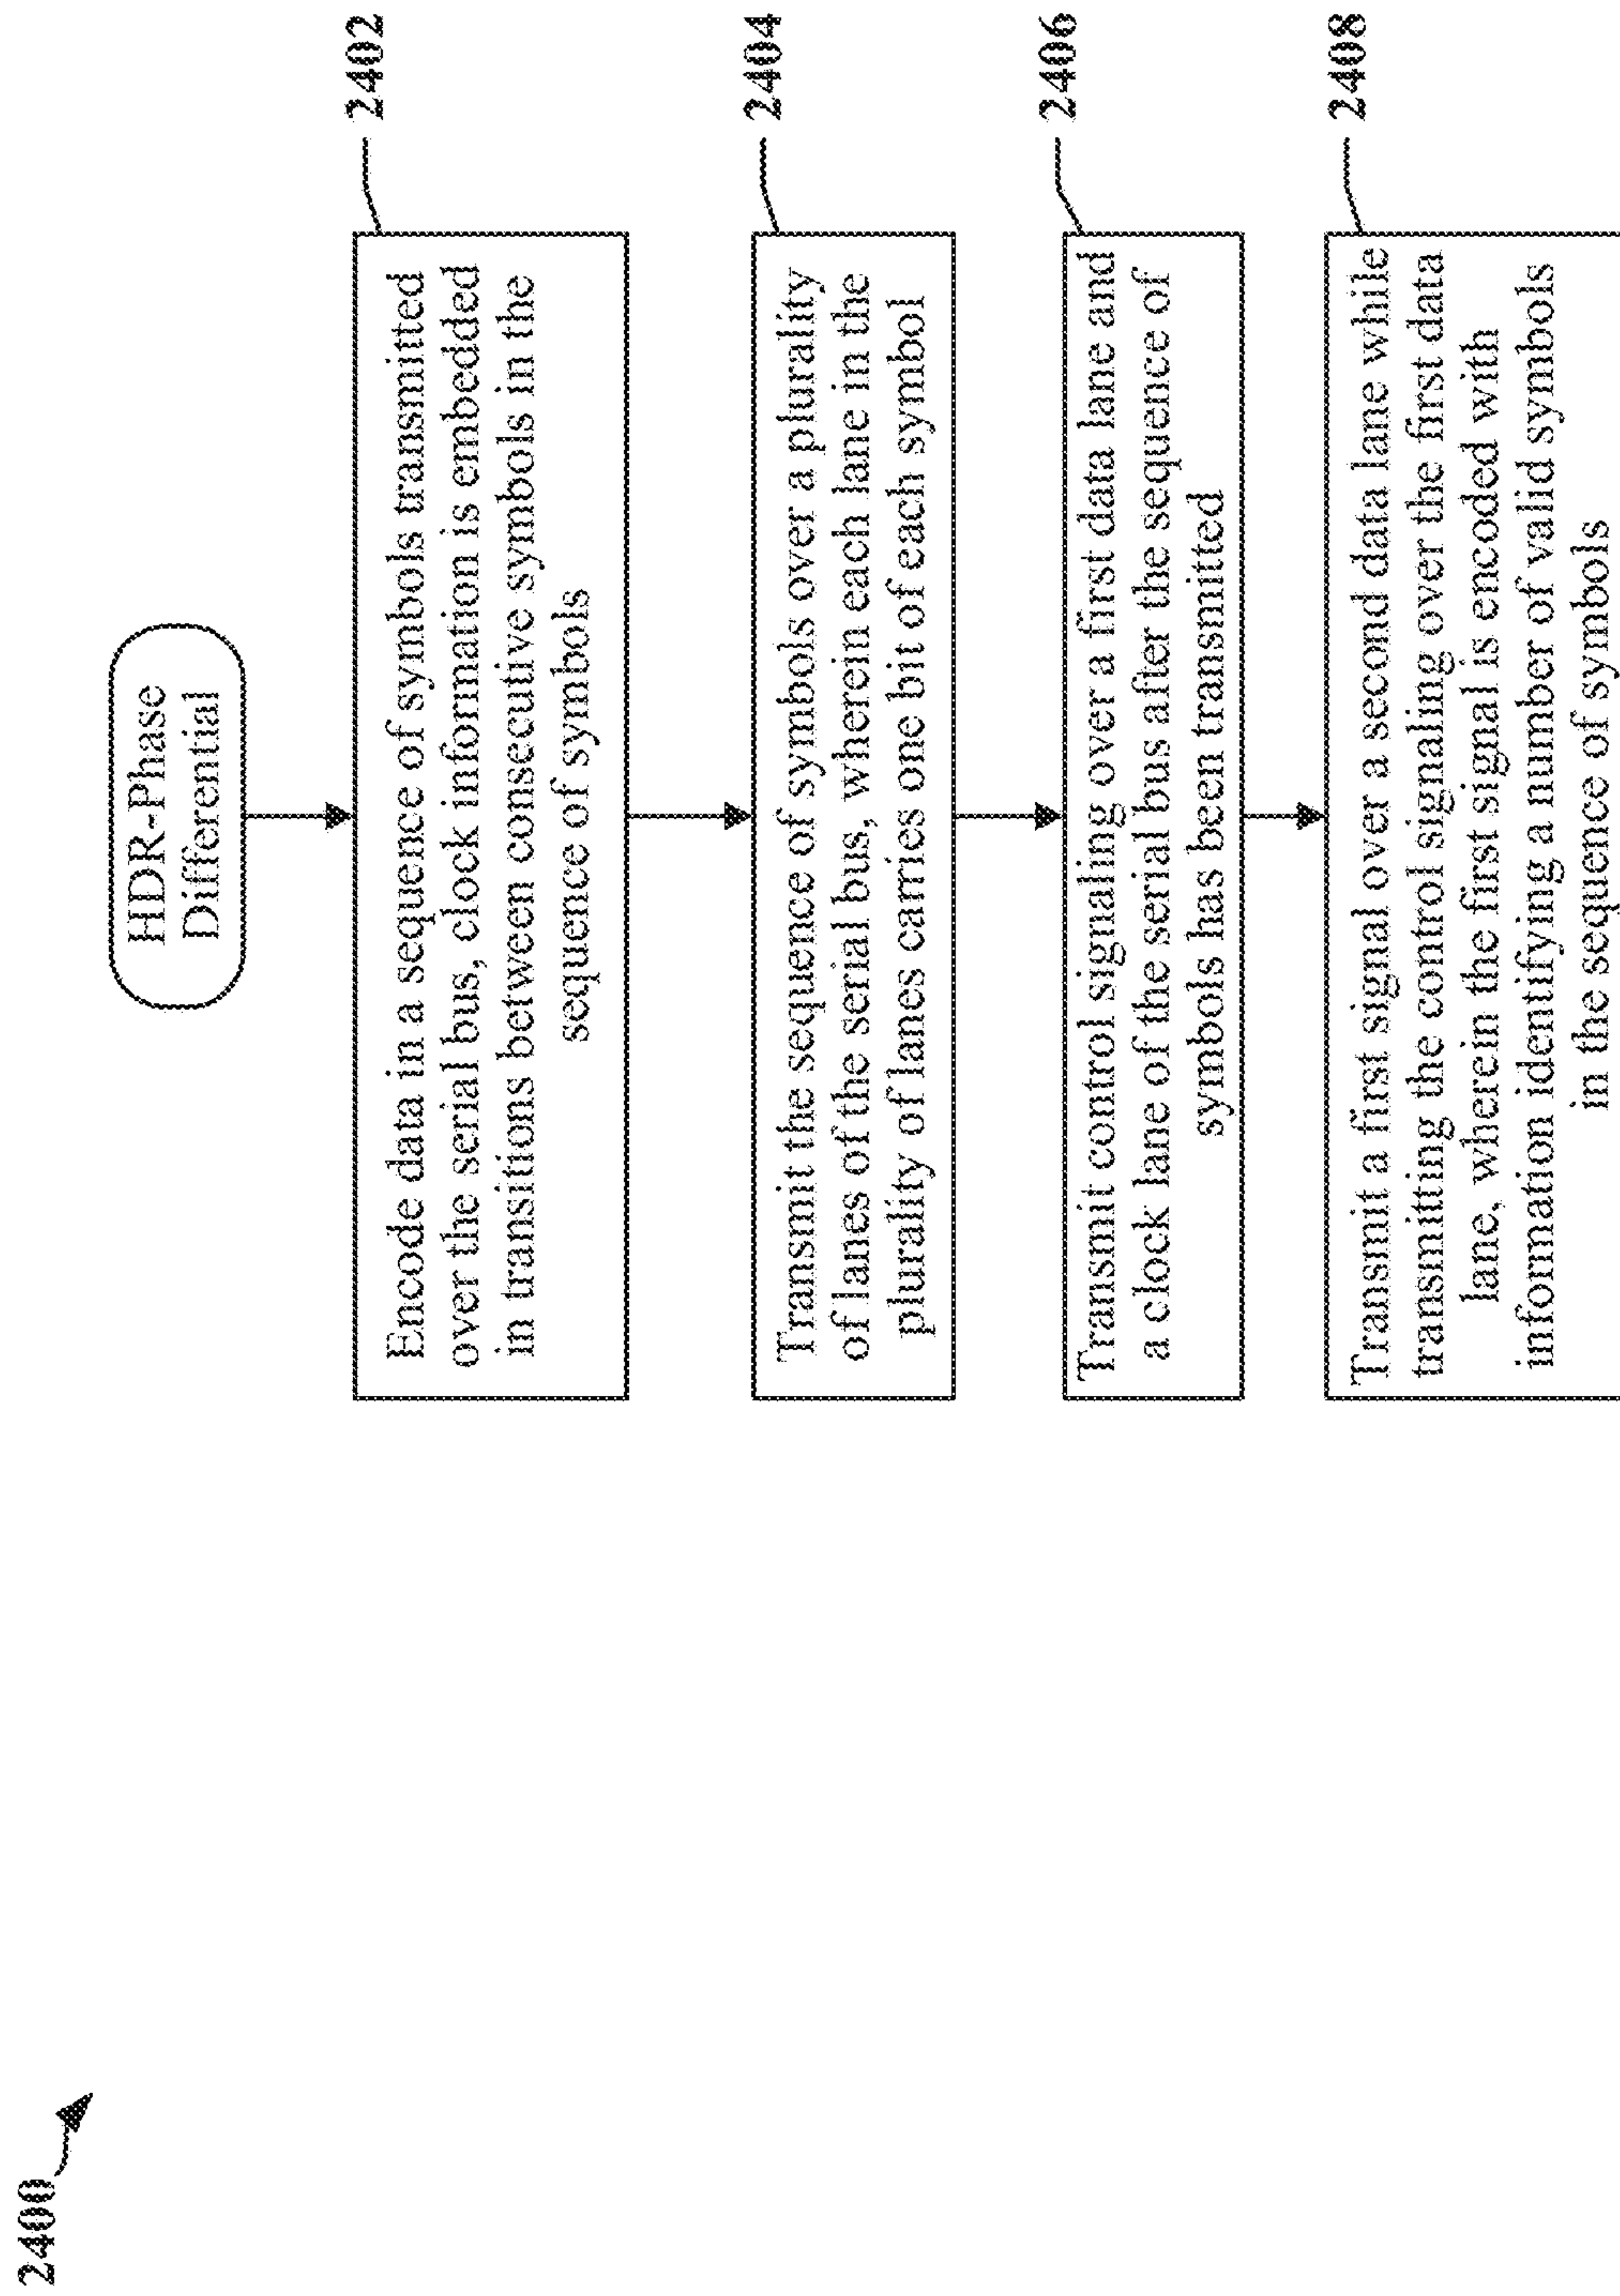 2400
HDR-Phase
Differential
2402
Encode data in a sequence of symbols transmitted
over the serial bus, clock information is embedded
in transitions between consecutive symbols in the
sequence of symbols
2404
Transmit the sequence of symbols over a plurality
of lanes of the serial bus, wherein each lane in the
plurality of lanes carries one bit of each symbol
2406
Transmit control signaling over a first data lane and
a clock lane of the serial bus after the sequence of
symbols has been transmitted
2408
Transmit a first signal over a second data lane while
transmitting the control signaling over the first data
lane, wherein the first signal is encoded with
information identifying a number of valid symbols
in the sequence of symbols